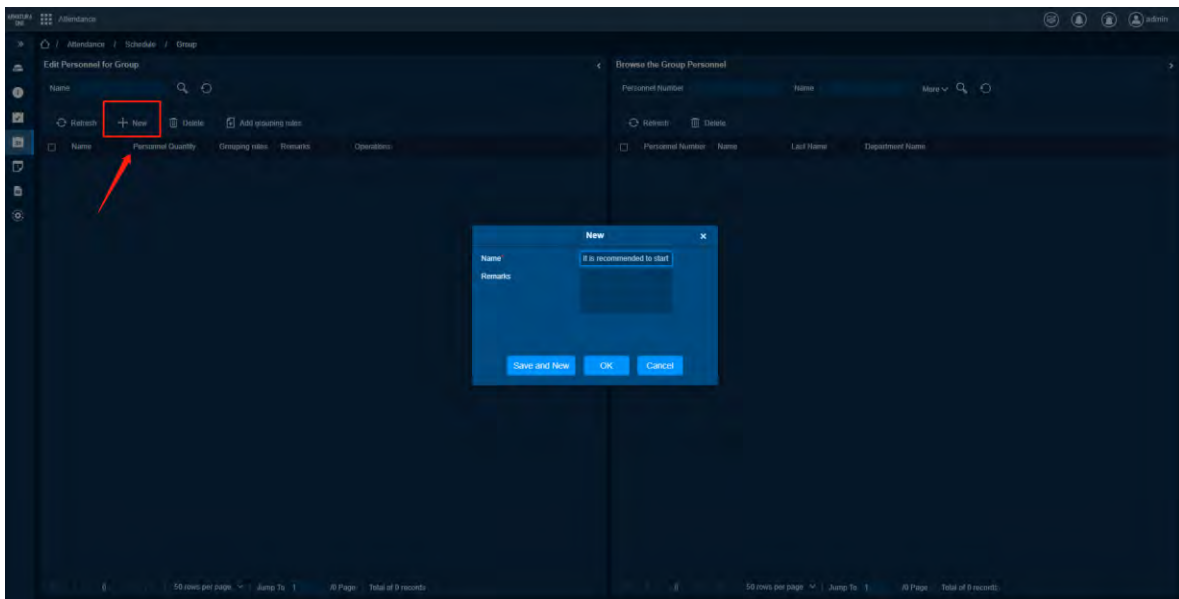 Attendance
admin
/ Attendance / Schedule / Group
Edit Personnel for Group
Browse the Group Personnel
Name
Personnel Number Name More
Refresh New Delete Add grouping rules
Refresh Delete
Name Personnel Quantity Grouping rules Remarks Operations
Personnel Number Name Last Name Department Name
New
Name
It is recommended to start
Remarks
Save and New OK Cancel
50 rows per page Jump To 1 /0 Page Total of 0 records
50 rows per page Jump To 1 /0 Page Total of 0 records